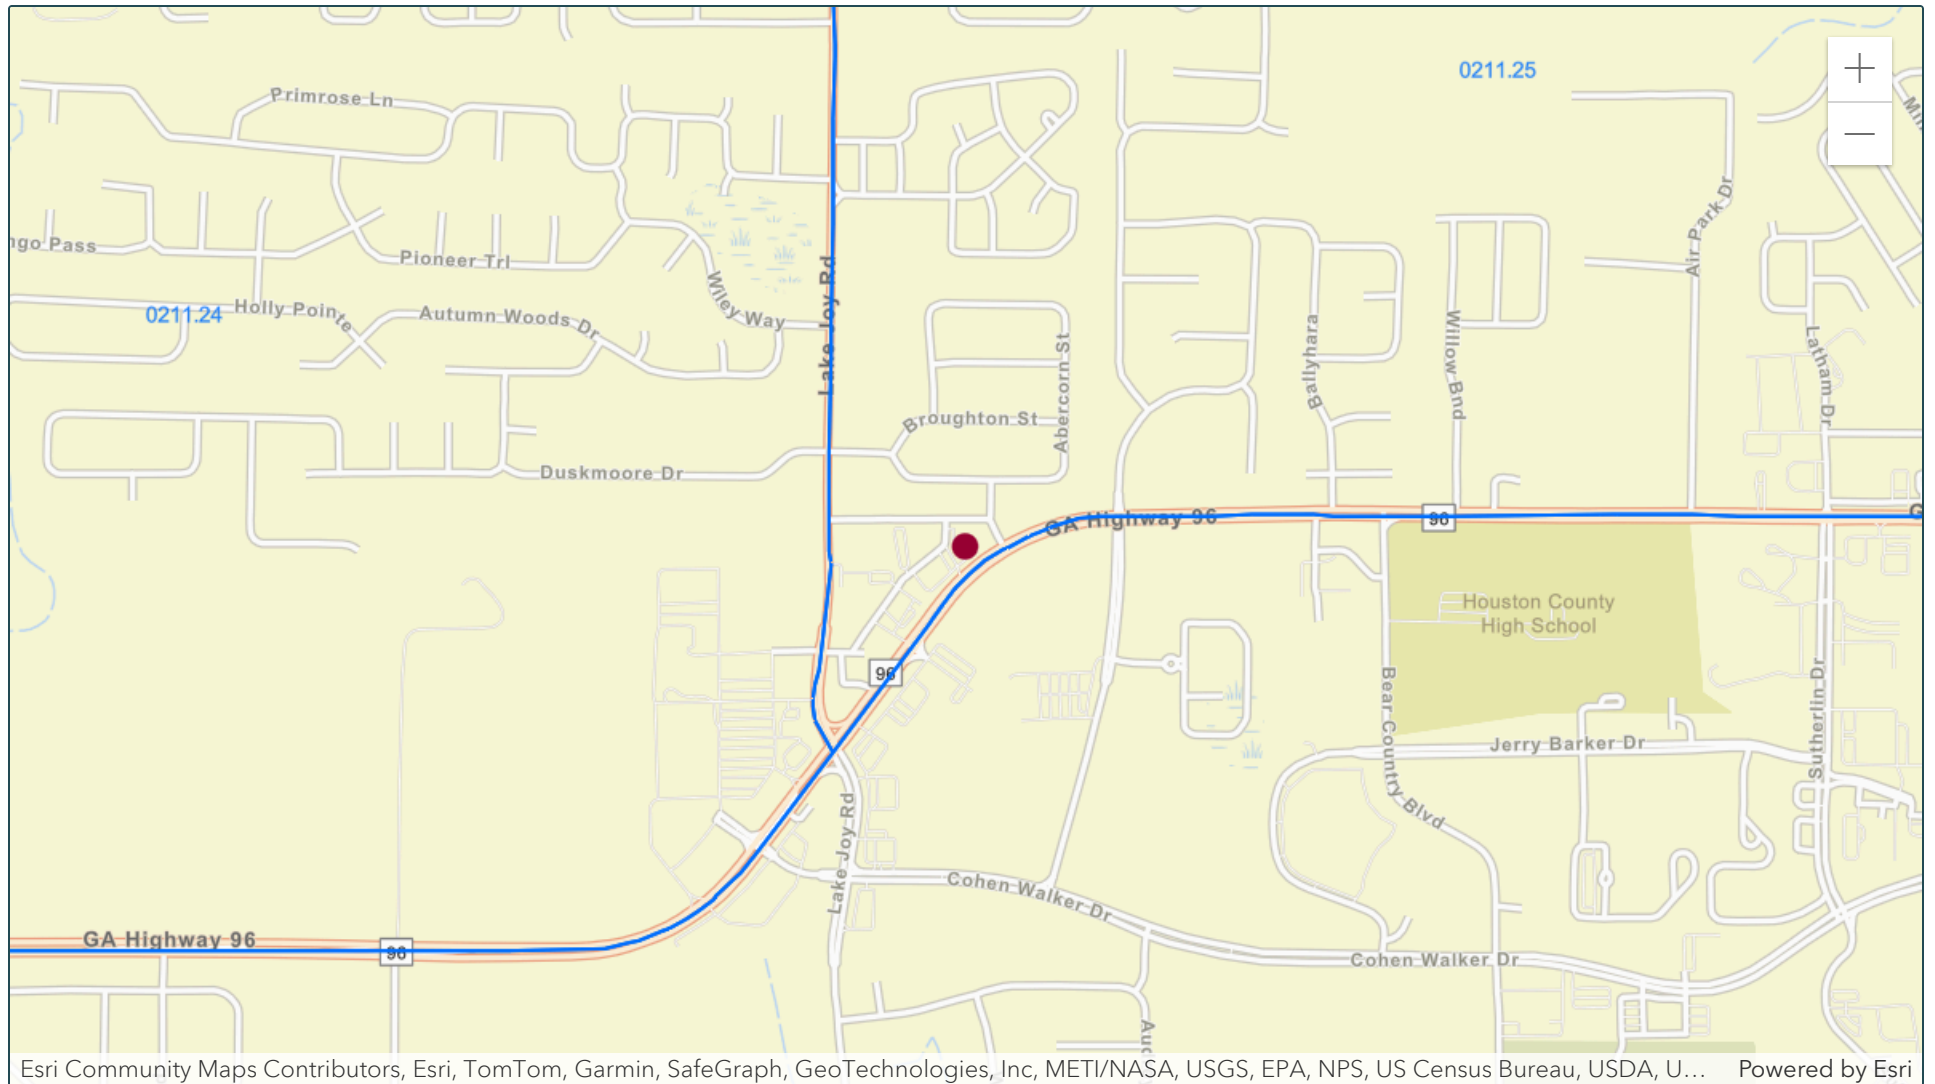 0211.25
Primrose Ln
Air Park Dr
Pass
Pioneer Trl
Lake Joy Rd
Wiley Way
0211.24
Holly Pointe
Autumn Woods Dr
Abercorn St
Ballyhara
Willow Bnd
Latham Dr
Broughton St
Duskmoore Dr
GA Highway 96
96
Houston County
High School
96
Bear Country Blvd
Sutherlin Dr
Jerry Barker Dr
Lake Joy Rd
Cohen Walker Dr
GA Highway 96
96
Cohen Walker Dr
Esri Community Maps Contributors, Esri, TomTom, Garmin, SafeGraph, GeoTechnologies, Inc, METI/NASA, USGS, EPA, NPS, US Census Bureau, USDA, U...
Powered by Esri